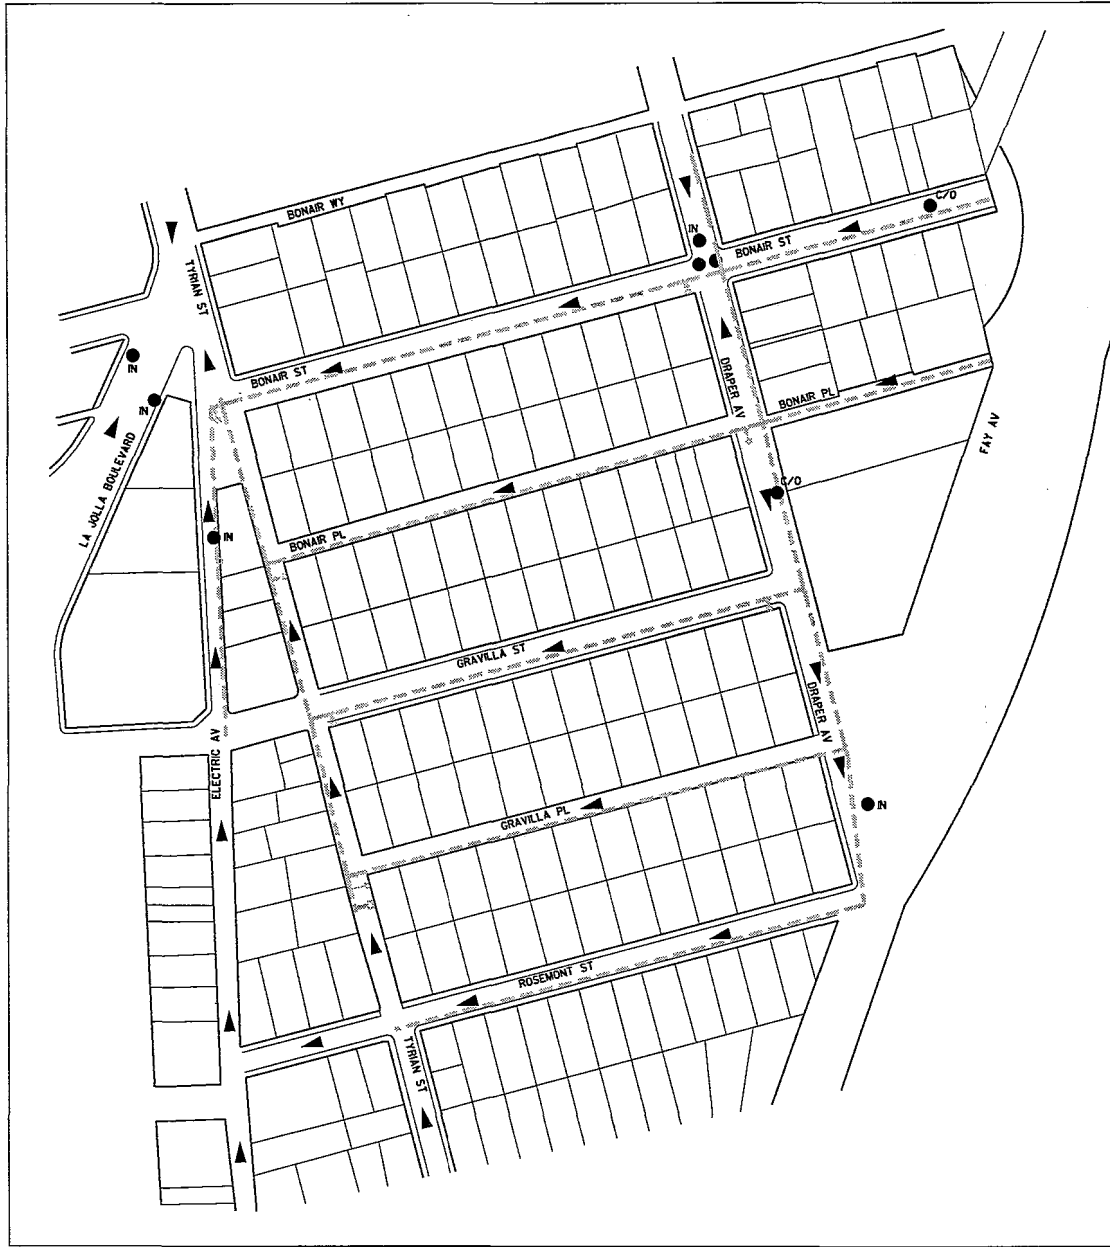 BONAIR WY
C/O
IN
BONAIR ST
TYRIAN ST
IN
BONAIR ST
DRAPER AV
BONAIR PL
IN
FAY AV
LA JOLLA BOULEVARD
C/O
IN
BONAIR PL
GRAVILLA ST
DRAPER AV
ELECTRIC AV
IN
GRAVILLA PL
ROSEMONT ST
TYRIAN ST